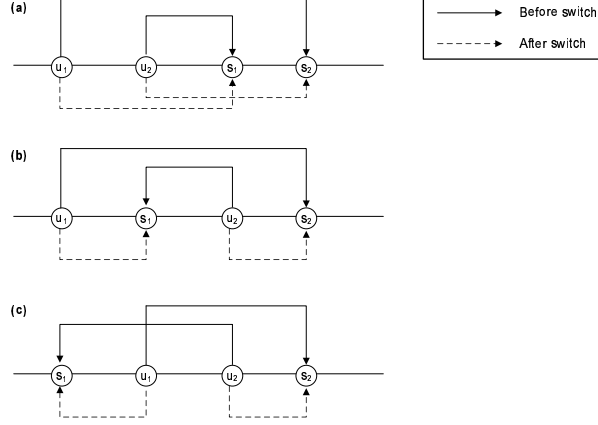 (a)
Before switch
After switch
u1 u2 s1 s2
(b)
u1 s1 u2 s2
(c)
s1 u1 u2 s2